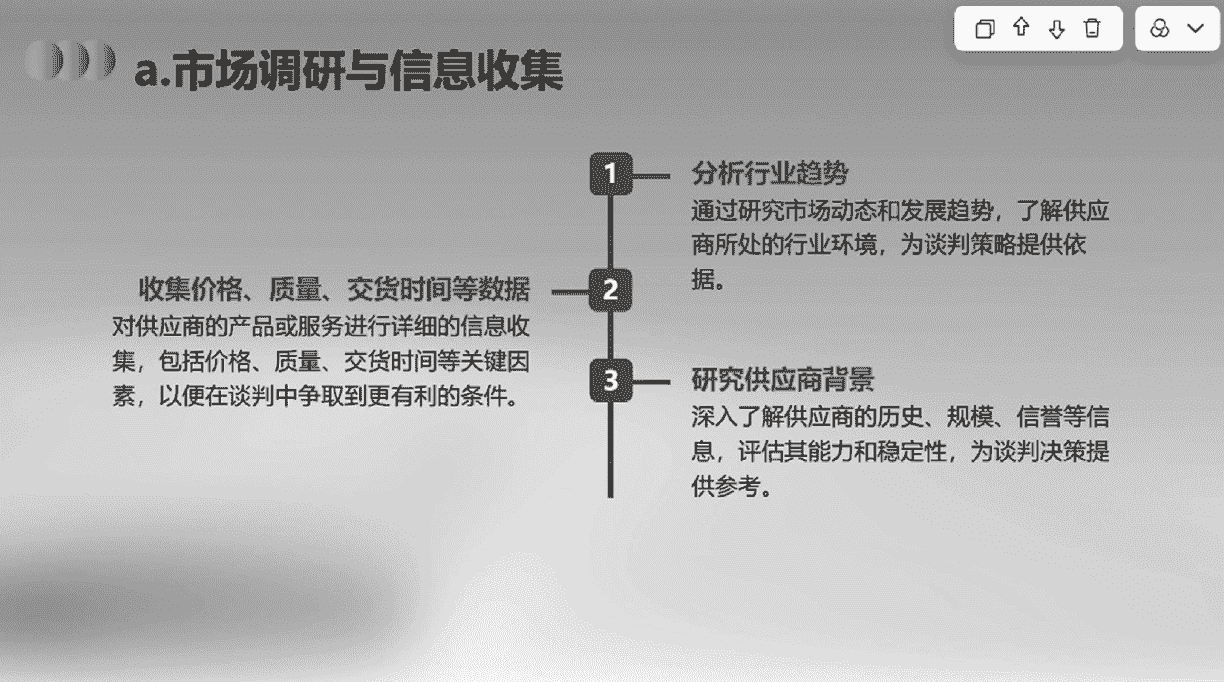 a.市场调研与信息收集
1
分析行业趋势
通过研究市场动态和发展趋势，了解供应
商所处的行业环境，为谈判策略提供依
据。
2
收集价格、质量、交货时间等数据
对供应商的产品或服务进行详细的信息收
集，包括价格、质量、交货时间等关键因
素，以便在谈判中争取到更有利的条件。
3
研究供应商背景
深入了解供应商的历史、规模、信誉等信
息，评估其能力和稳定性，为谈判决策提
供参考。